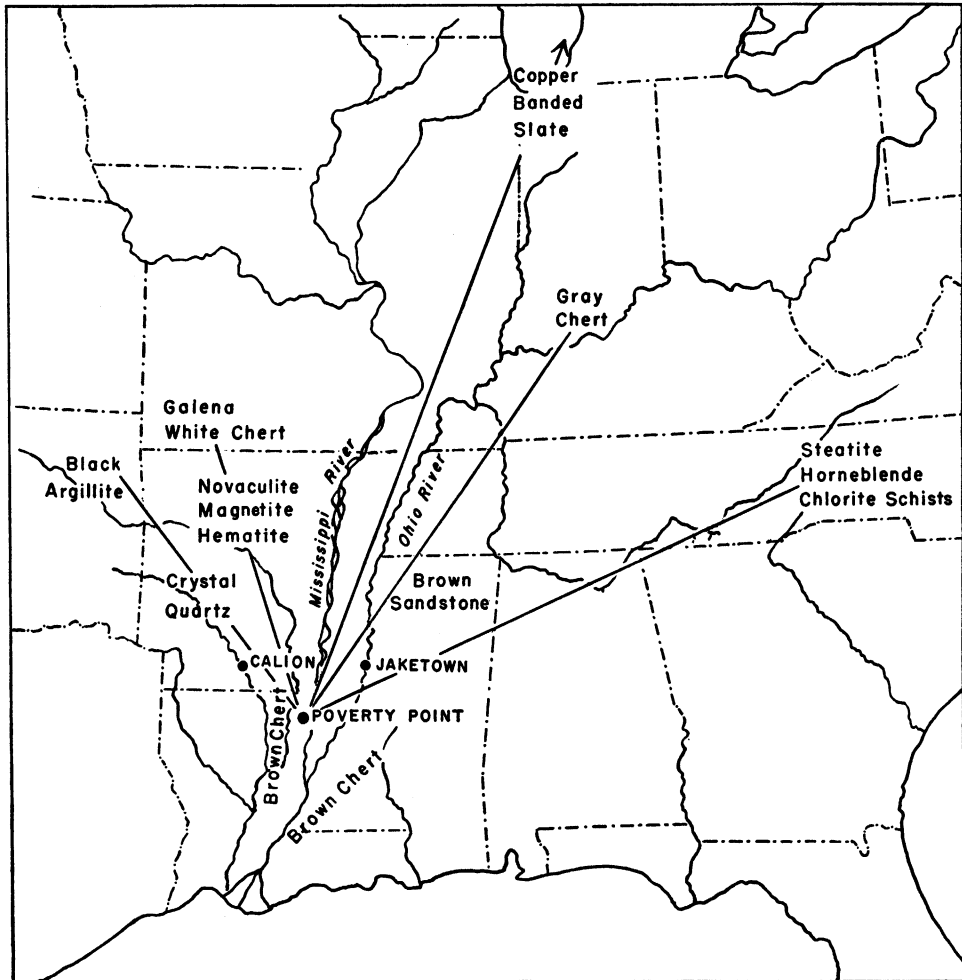 Copper
Banded
Slate
Gray
Chert
Galena
White Chert
Black
Argillite
Novaculite
Magnetite
Hematite
Mississippi River
Ohio River
Steatite
Horneblende
Chlorite Schists
Crystal
Quartz
Brown
Sandstone
CALION
JAKETOWN
POVERTY POINT
Brown Chert
Brown Chert